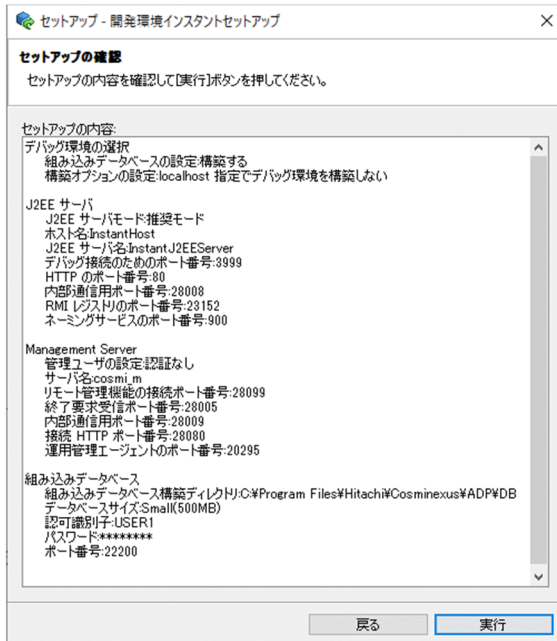 セットアップ - 開発環境インスタントセットアップ
セットアップの確認
セットアップの内容を確認して[実行]ボタンを押してください。
セットアップの内容:
デバッグ環境の選択
組み込みデータベースの設定:構築する
構築オプションの設定:localhost 指定でデバッグ環境を構築しない
J2EE サーバ
J2EE サーバモード:推奨モード
ホスト名:InstantHost
J2EE サーバ名:InstantJ2EEServer
デバッグ接続のためのポート番号:3999
HTTP のポート番号:80
内部通信用ポート番号:28008
RMI レジストリのポート番号:23152
ネーミングサービスのポート番号:900
Management Server
管理ユーザの設定:認証なし
サーバ名:cosmi_m
リモート管理機能の接続ポート番号:28099
終了要求受信ポート番号:28005
内部通信用ポート番号:28009
接続 HTTP ポート番号:28080
運用管理エージェントのポート番号:20295
組み込みデータベース
組み込みデータベース構築ディレクトリ:C:¥Program Files¥Hitachi¥Cosminexus¥ADP¥DB
データベースサイズ:Small(500MB)
認可識別子:USER1
パスワード:********
ポート番号:22200
戻る
実行